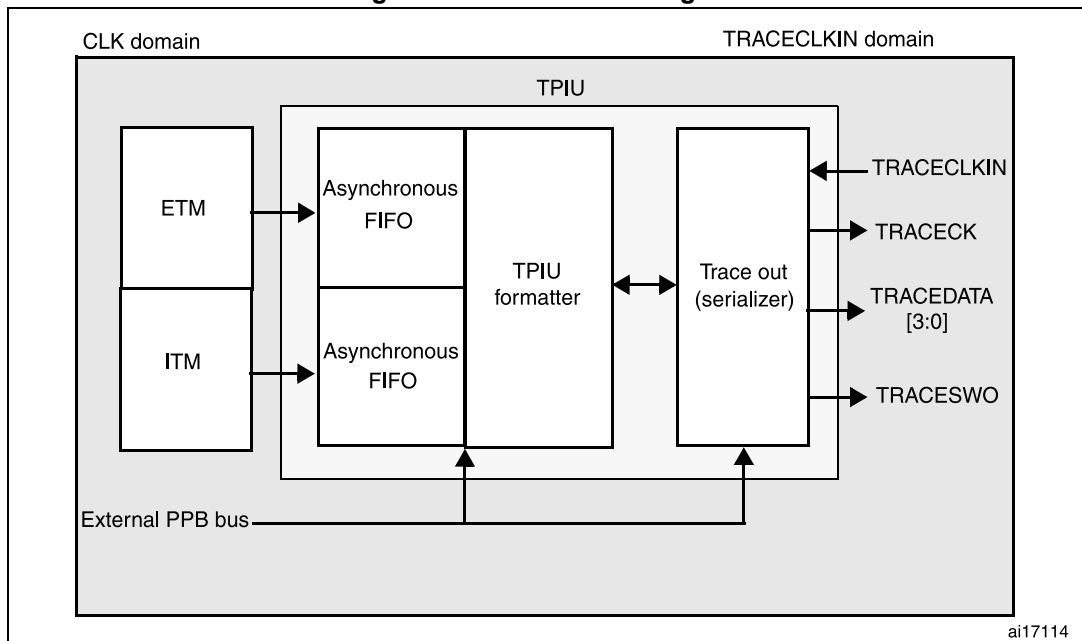 CLK domain
TRACECLKIN domain
TPIU
ETM
Asynchronous
FIFO
TPIU
formatter
Trace out
(serializer)
TRACECLKIN
TRACECK
TRACEDATA
[3:0]
ITM
Asynchronous
FIFO
TRACESWO
External PPB bus
ai17114